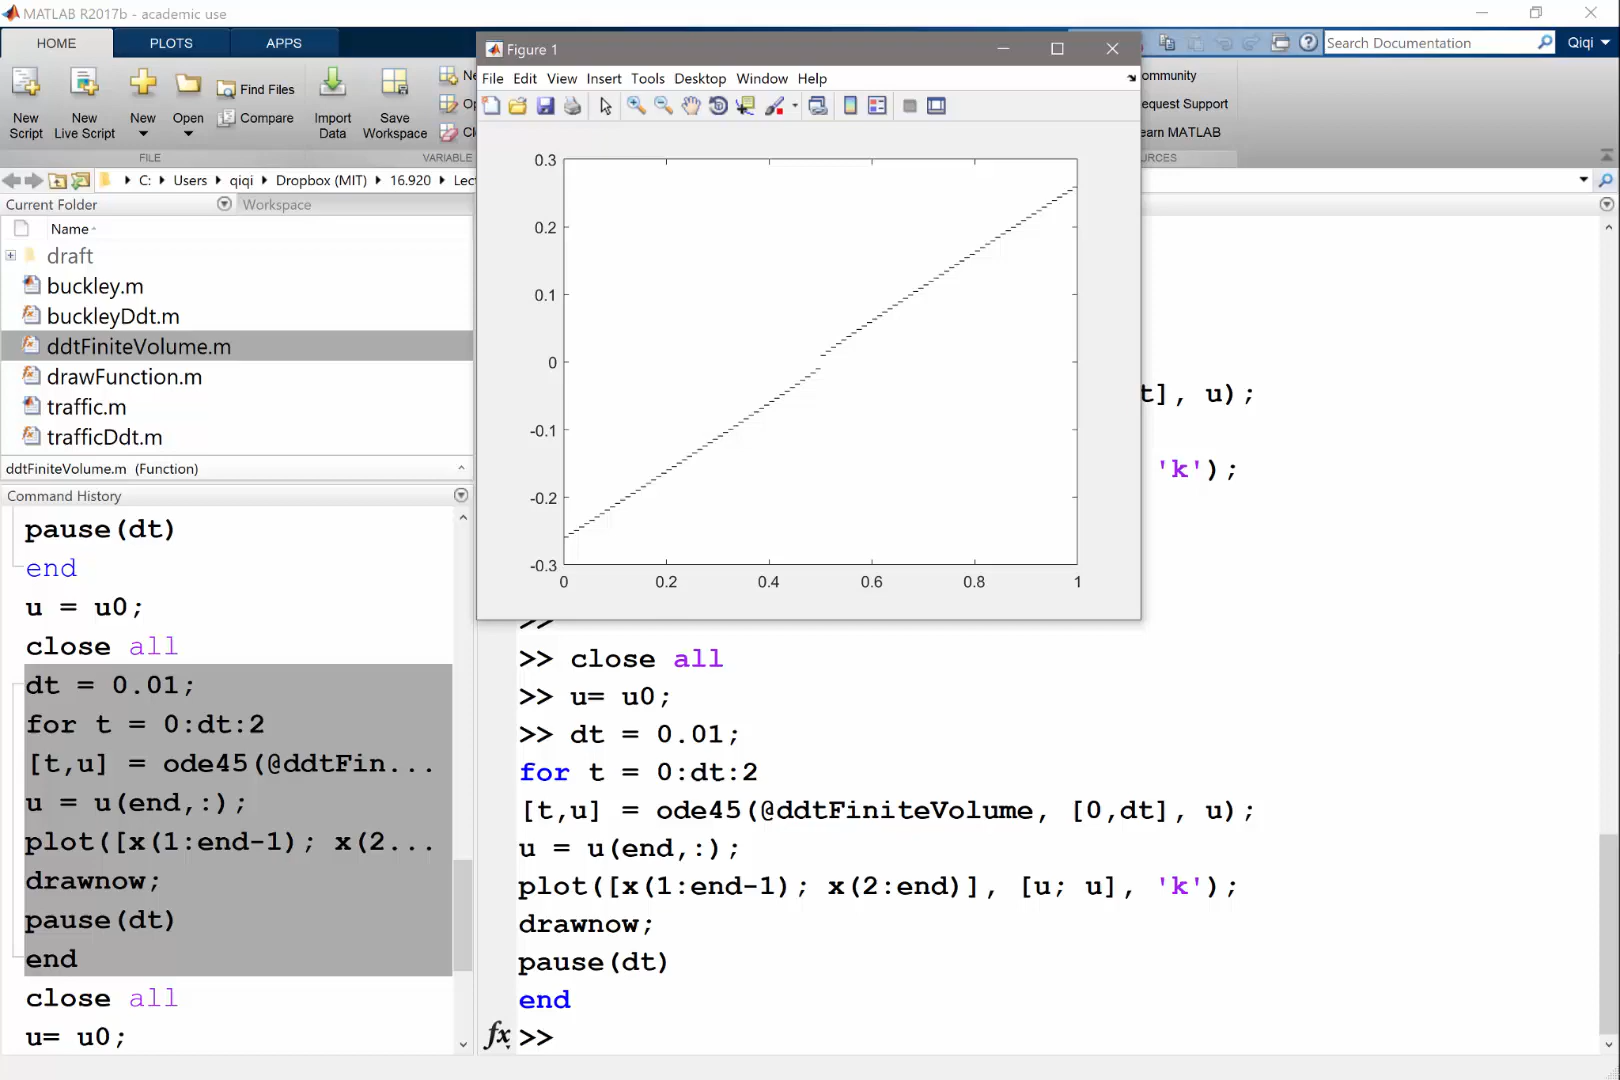 MATLAB R2017b - academic use
HOME PLOTS APPS
Search Documentation
Qiqi
New Script
New Live Script
New
Open
Find Files
Compare
Import Data
Save Workspace
FILE
VARIABLE
ommunity
equest Support
earn MATLAB
C: Users qiqi Dropbox (MIT) 16.920 Lect
Current Folder Workspace
Name
draft
buckley.m
buckleyDdt.m
ddtFiniteVolume.m
drawFunction.m
traffic.m
trafficDdt.m
ddtFiniteVolume.m (Function)
Command History
pause(dt)
end
u = u0;
close all
dt = 0.01;
for t = 0:dt:2
[t,u] = ode45(@ddtFin...
u = u(end,:);
plot([x(1:end-1); x(2...
drawnow;
pause(dt)
end
close all
u= u0;
Figure 1
File Edit View Insert Tools Desktop Window Help
0.3
0.2
0.1
0
-0.1
-0.2
-0.3
0 0.2 0.4 0.6 0.8 1
t], u);
'k');
>>
>> close all
>> u= u0;
>> dt = 0.01;
for t = 0:dt:2
[t,u] = ode45(@ddtFiniteVolume, [0,dt], u);
u = u(end,:);
plot([x(1:end-1); x(2:end)], [u; u], 'k');
drawnow;
pause(dt)
end
fx >>